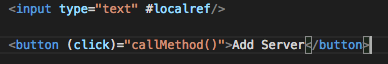 <input type="text" #localref/>
<button (click)="callMethod()">Add Server</button>